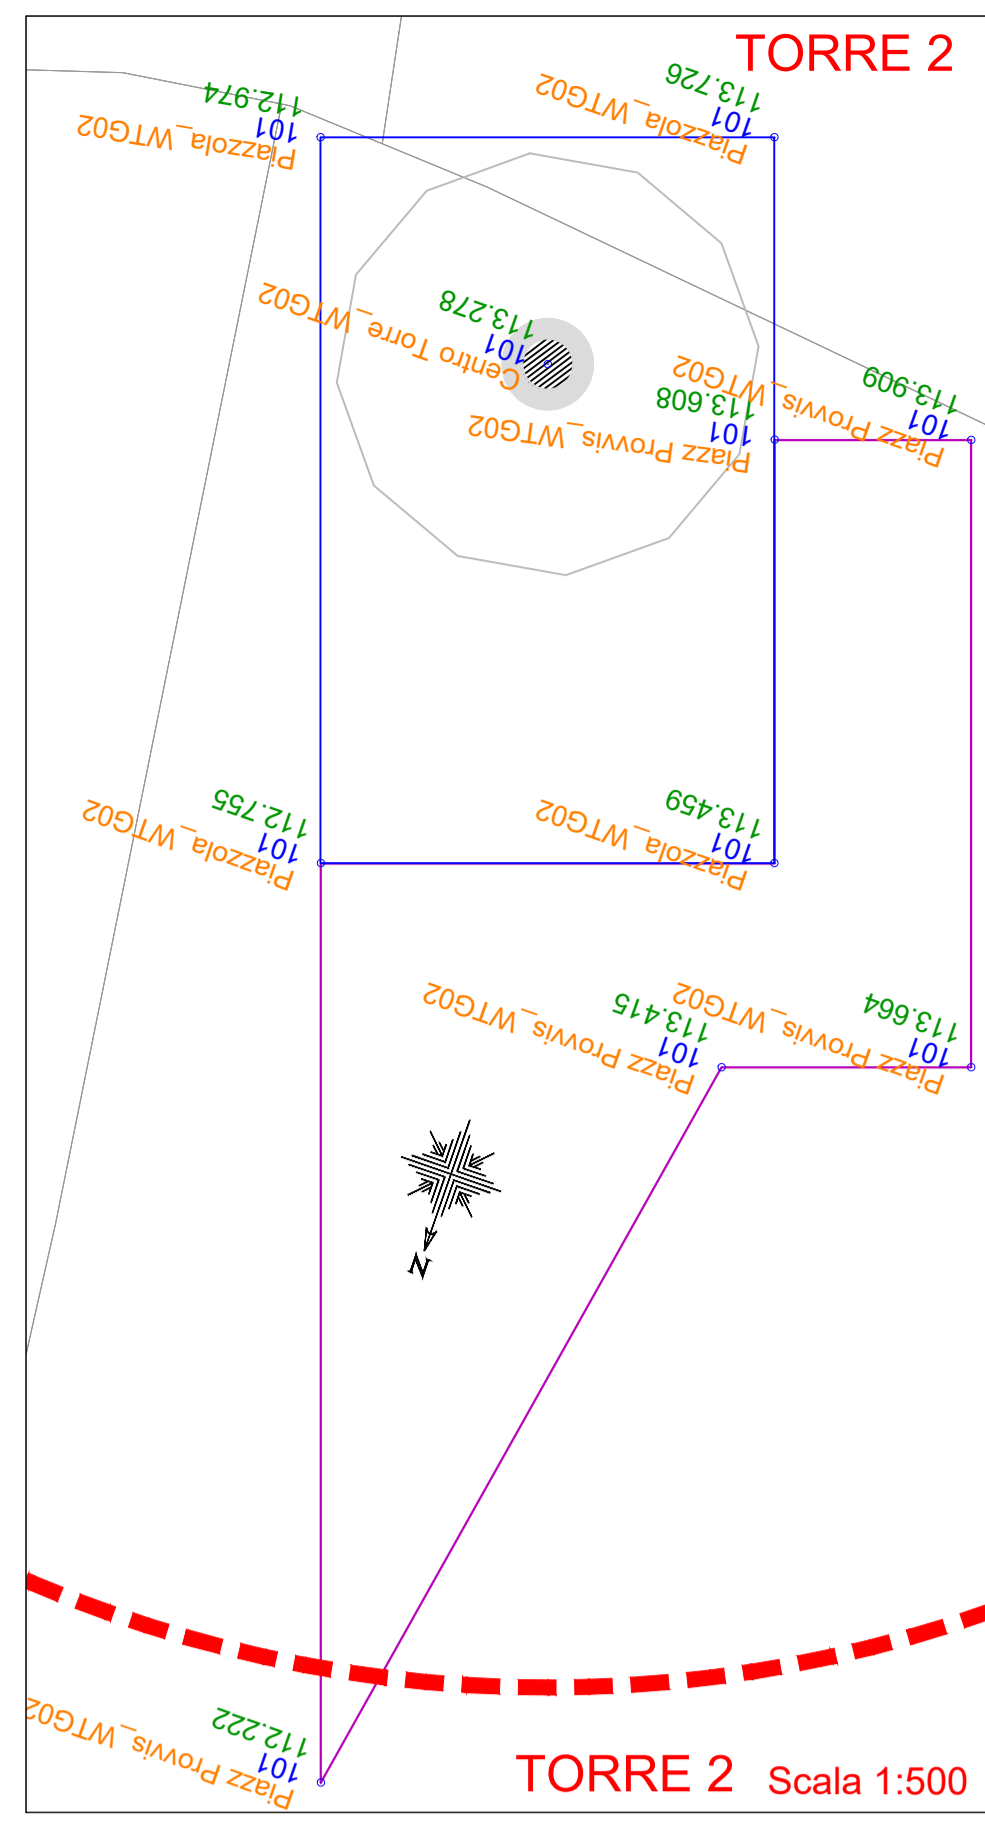 TORRE 2
113.726
101
Piazzola_WTG02
112.974
101
Piazzola_WTG02
113.278
101
Centro Torre_WTG02
113.909
101
Piazz Provvis_WTG02
113.608
101
Piazz Provvis_WTG02
112.755
101
Piazzola_WTG02
113.459
101
Piazzola_WTG02
113.415
101
Piazz Provvis_WTG02
113.664
101
Piazz Provvis_WTG02
N
112.222
101
Piazz Provvis_WTG02
TORRE 2 Scala 1:500